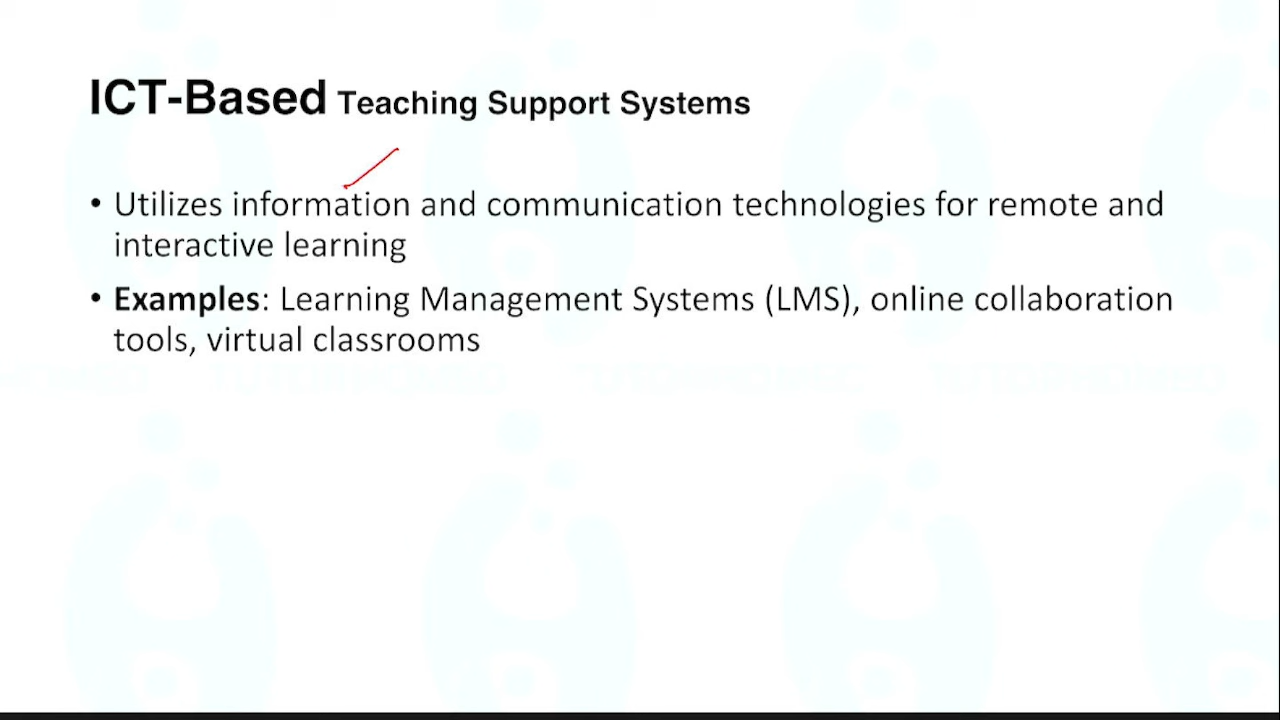 ICT-Based Teaching Support Systems
• Utilizes information and communication technologies for remote and
interactive learning
• Examples: Learning Management Systems (LMS), online collaboration
tools, virtual classrooms